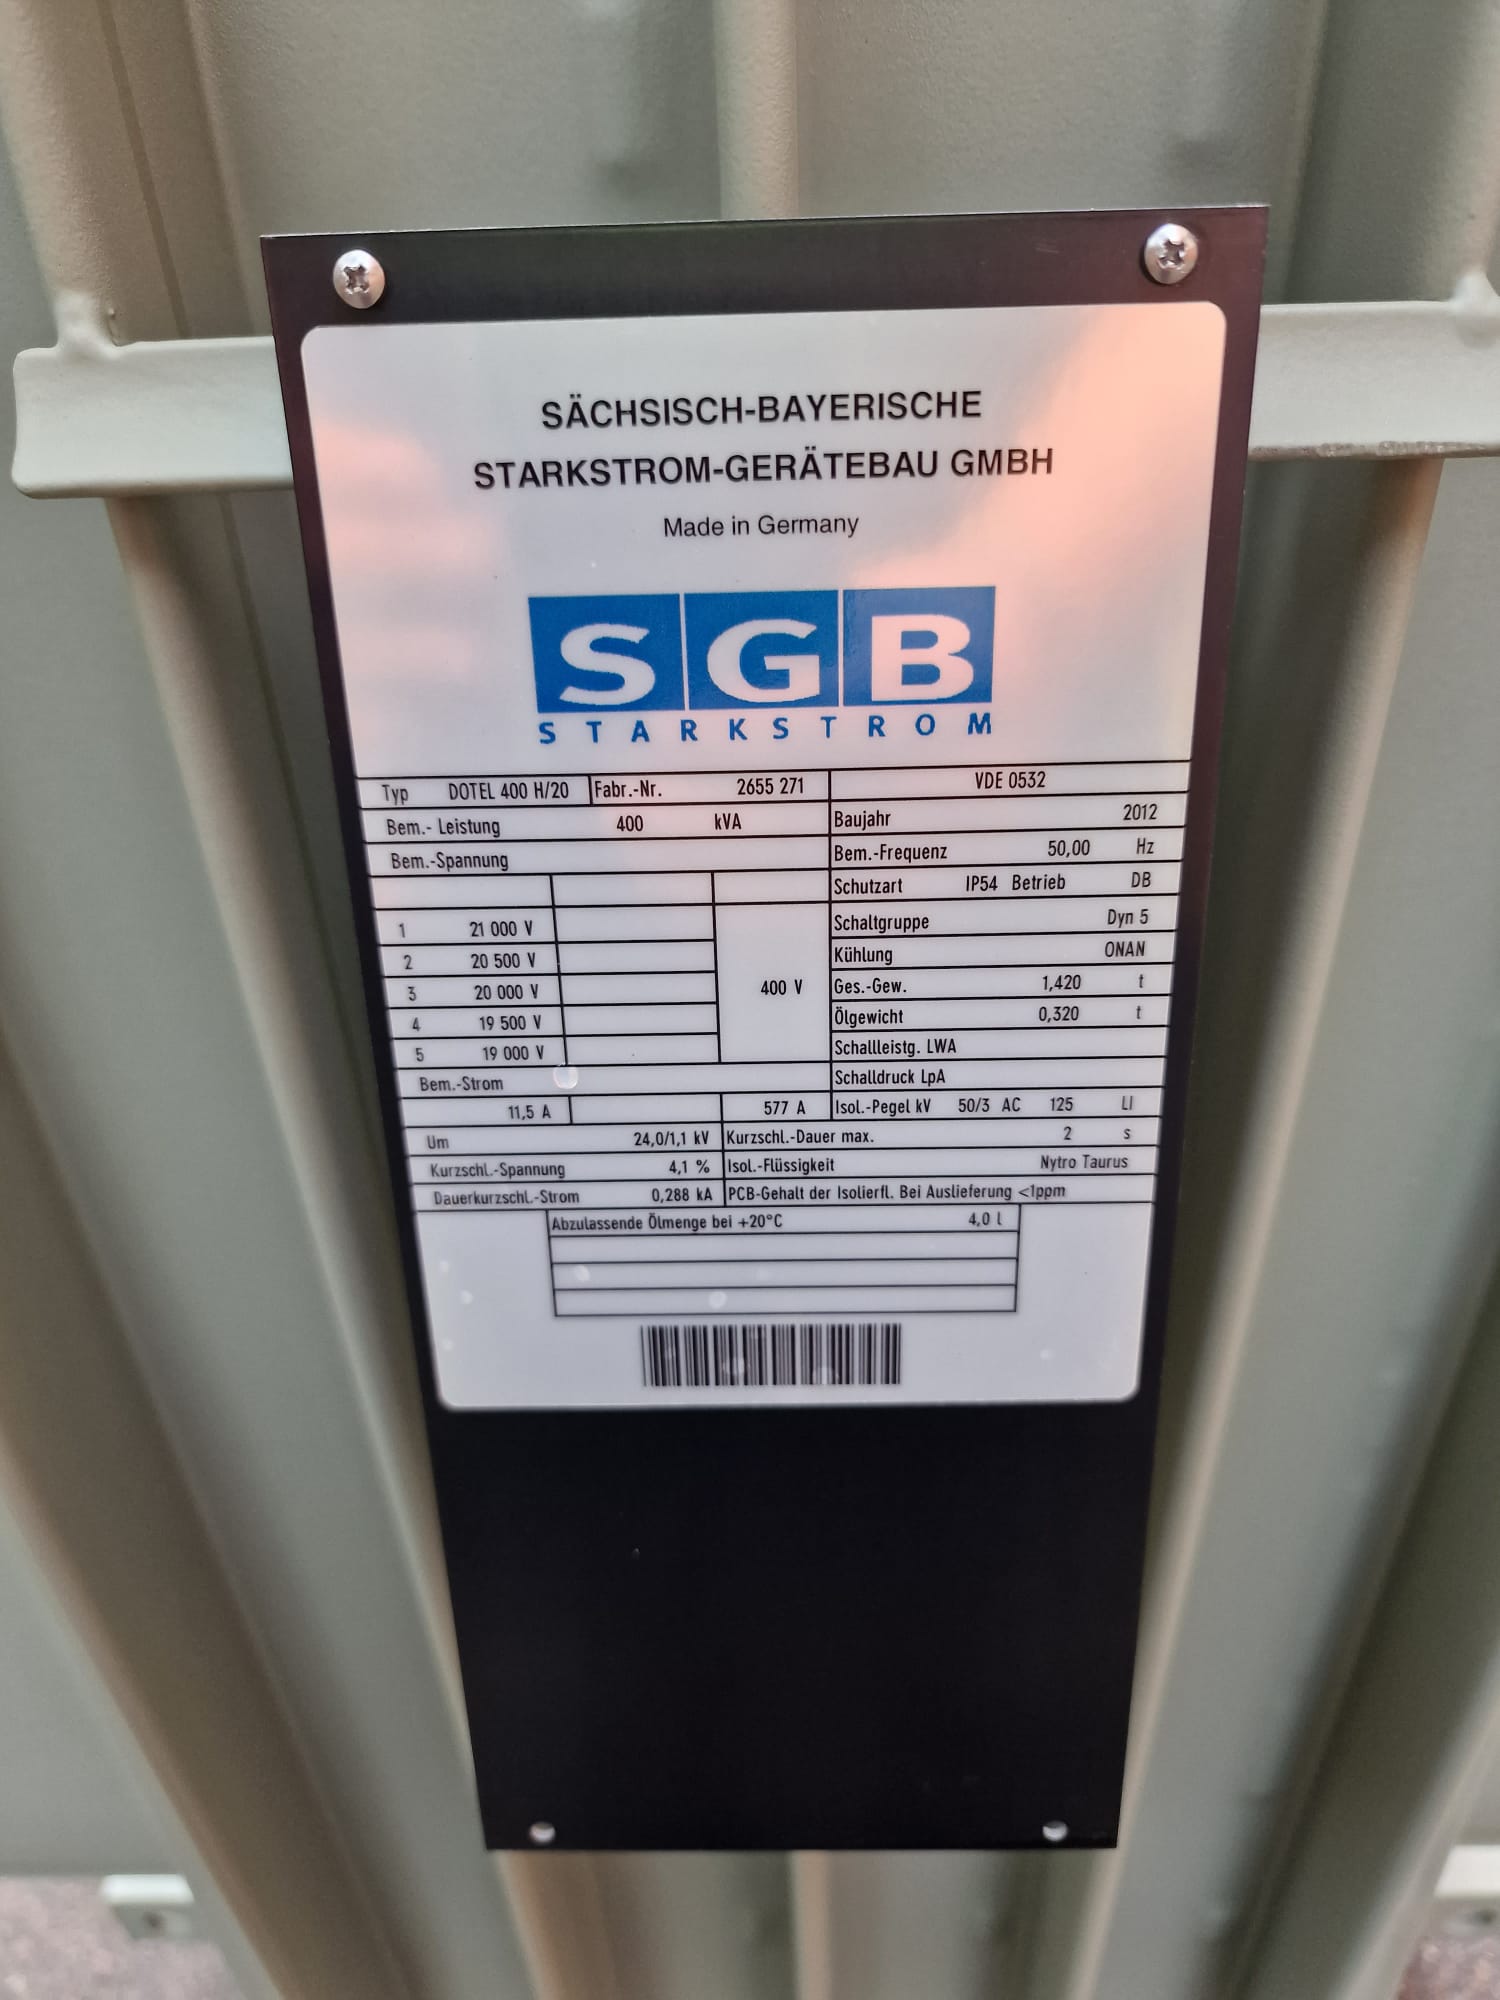 SÄCHSISCH-BAYERISCHE
STARKSTROM-GERÄTEBAU GMBH
Made in Germany
SGB
STARKSTROM
Typ DOTEL 400 H/20 Fabr.-Nr. 2655 271 VDE 0532
Bem.- Leistung 400 kVA Baujahr 2012
Bem.-Spannung Bem.-Frequenz 50,00 Hz
Schutzart IP54 Betrieb DB
1 21 000 V Schaltgruppe Dyn 5
2 20 500 V Kühlung ONAN
3 20 000 V 400 V Ges.-Gew. 1,420 t
4 19 500 V Ölgewicht 0,320 t
5 19 000 V Schalleistg. LWA
Bem.-Strom Schalldruck LpA
11,5 A 577 A Isol.-Pegel kV 50/3 AC 125 LI
Um 24,0/1,1 kV Kurzschl.-Dauer max. 2 s
Kurzschl.-Spannung 4,1 % Isol.-Flüssigkeit Nytro Taurus
Dauerkurzschl.-Strom 0,288 kA PCB-Gehalt der Isolierfl. Bei Auslieferung <1ppm
Abzulassende Ölmenge bei +20°C 4,0 l